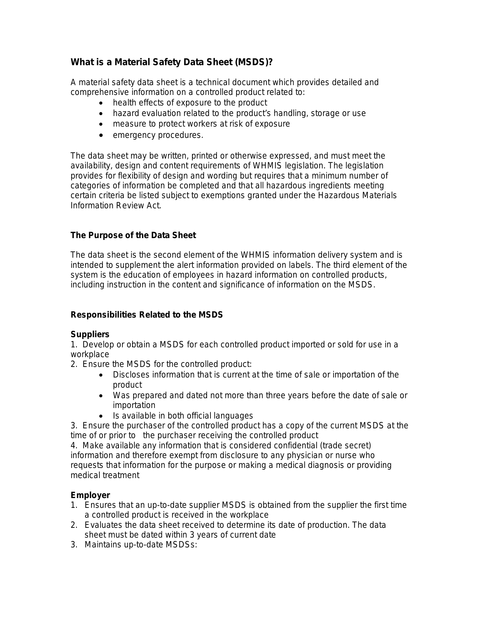 What is a Material Safety Data Sheet (MSDS)?
A material safety data sheet is a technical document which provides detailed and
comprehensive information on a controlled product related to:
• health effects of exposure to the product
• hazard evaluation related to the product's handling, storage or use
• measure to protect workers at risk of exposure
• emergency procedures.
The data sheet may be written, printed or otherwise expressed, and must meet the
availability, design and content requirements of WHMIS legislation. The legislation
provides for flexibility of design and wording but requires that a minimum number of
categories of information be completed and that all hazardous ingredients meeting
certain criteria be listed subject to exemptions granted under the Hazardous Materials
Information Review Act.
The Purpose of the Data Sheet
The data sheet is the second element of the WHMIS information delivery system and is
intended to supplement the alert information provided on labels. The third element of the
system is the education of employees in hazard information on controlled products,
including instruction in the content and significance of information on the MSDS.
Responsibilities Related to the MSDS
Suppliers
1. Develop or obtain a MSDS for each controlled product imported or sold for use in a
workplace
2. Ensure the MSDS for the controlled product:
• Discloses information that is current at the time of sale or importation of the
product
• Was prepared and dated not more than three years before the date of sale or
importation
• Is available in both official languages
3. Ensure the purchaser of the controlled product has a copy of the current MSDS at the
time of or prior to the purchaser receiving the controlled product
4. Make available any information that is considered confidential (trade secret)
information and therefore exempt from disclosure to any physician or nurse who
requests that information for the purpose or making a medical diagnosis or providing
medical treatment
Employer
1. Ensures that an up-to-date supplier MSDS is obtained from the supplier the first time
a controlled product is received in the workplace
2. Evaluates the data sheet received to determine its date of production. The data
sheet must be dated within 3 years of current date
3. Maintains up-to-date MSDSs: